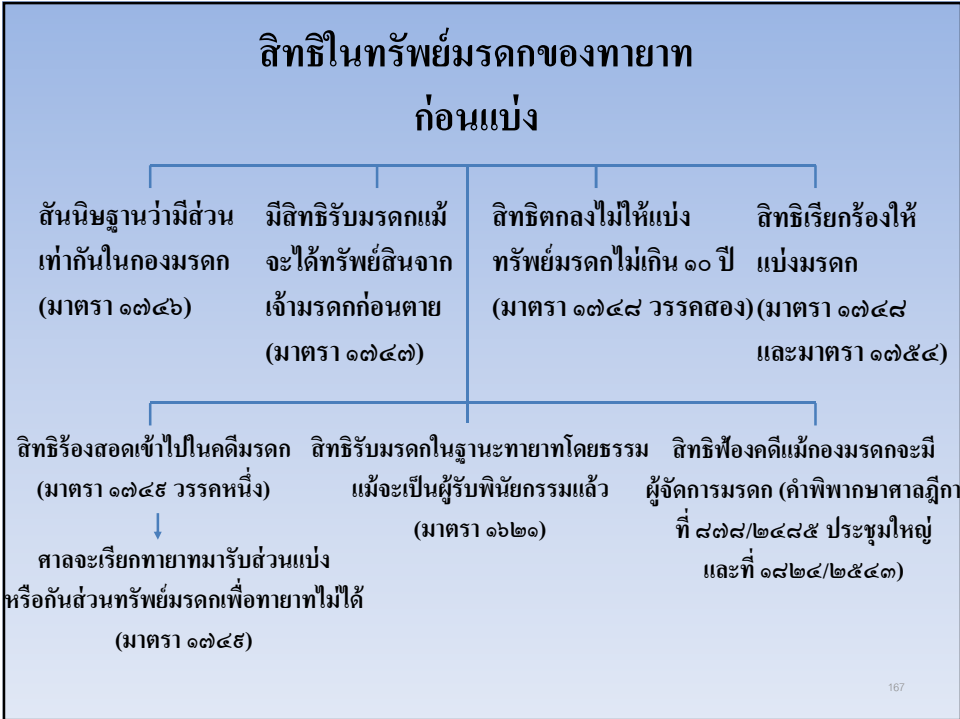 สิทธิในทรัพย์มรดกของทายาท
ก่อนแบ่ง
สันนิษฐานว่ามีส่วน
เท่ากันในกองมรดก
(มาตรา ๑๗๔๖)
มีสิทธิรับมรดกแม้
จะได้ทรัพย์สินจาก
เจ้ามรดกก่อนตาย
(มาตรา ๑๗๔๗)
สิทธิตกลงไม่ให้แบ่ง
ทรัพย์มรดกไม่เกิน ๑๐ ปี
(มาตรา ๑๗๔๘ วรรคสอง)
สิทธิเรียกร้องให้
แบ่งมรดก
(มาตรา ๑๗๔๘
และมาตรา ๑๗๕๔)
สิทธิร้องสอดเข้าไปในคดีมรดก
(มาตรา ๑๗๔๙ วรรคหนึ่ง)
ศาลจะเรียกทายาทมารับส่วนแบ่ง
หรือกันส่วนทรัพย์มรดกเพื่อทายาทไม่ได้
(มาตรา ๑๗๔๙)
สิทธิรับมรดกในฐานะทายาทโดยธรรม
แม้จะเป็นผู้รับพินัยกรรมแล้ว
(มาตรา ๑๖๒๑)
สิทธิฟ้องคดีแม้กองมรดกจะมี
ผู้จัดการมรดก (คำพิพากษาศาลฎีกา
ที่ ๘๗๘/๒๔๘๕ ประชุมใหญ่
และที่ ๑๘๒๔/๒๕๔๓)
167